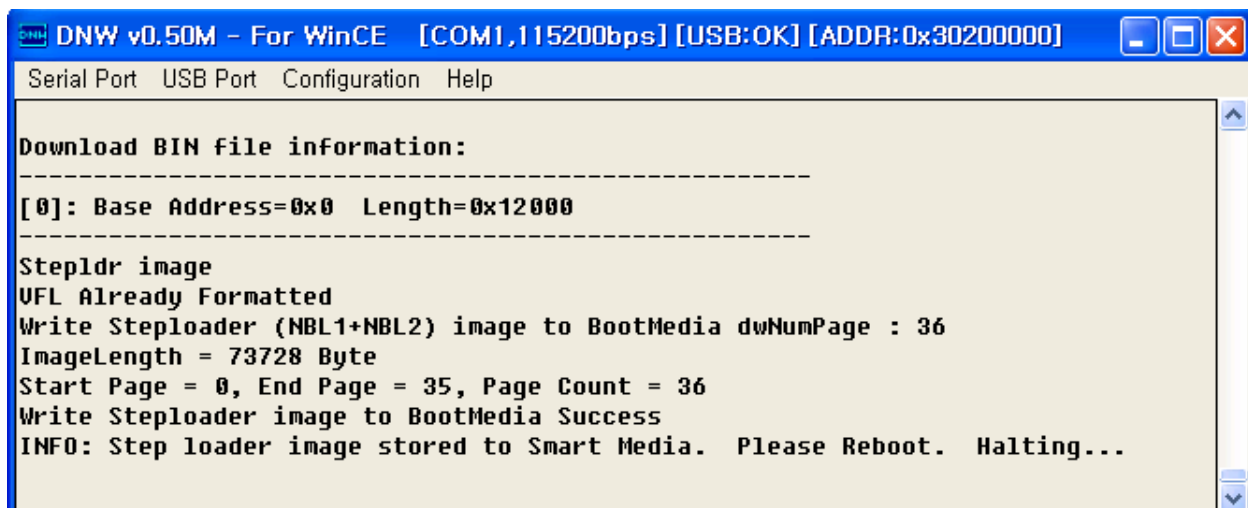 DNW v0.50M - For WinCE [COM1,115200bps][USB:OK][ADDR:0x30200000]
Serial Port USB Port Configuration Help
Download BIN file information:
-----------------------------------------------------
[0]: Base Address=0x0  Length=0x12000
-----------------------------------------------------
Stepldr image
VFL Already Formatted
Write Steploader (NBL1+NBL2) image to BootMedia dwNumPage : 36
ImageLength = 73728 Byte
Start Page = 0, End Page = 35, Page Count = 36
Write Steploader image to BootMedia Success
INFO: Step loader image stored to Smart Media.  Please Reboot.  Halting...